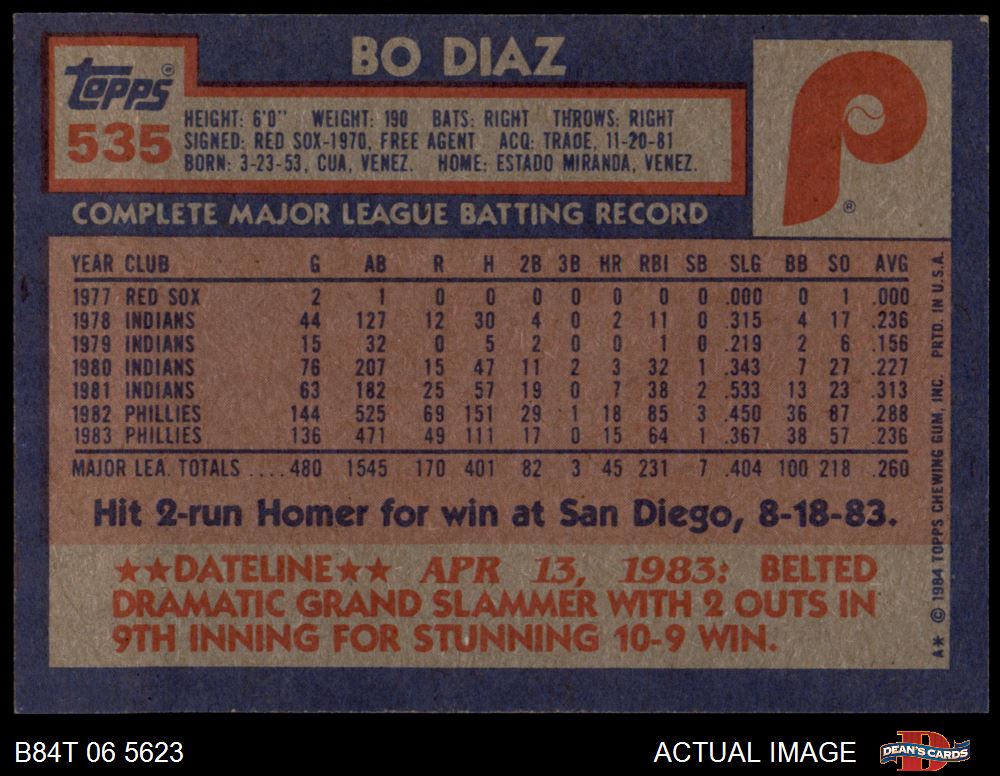 BO DIAZ
Topps®
535
HEIGHT: 6'0" WEIGHT: 190 BATS: RIGHT THROWS: RIGHT
SIGNED: RED SOX-1970, FREE AGENT ACQ: TRADE, 11-20-81
BORN: 3-23-53, CUA, VENEZ. HOME: ESTADO MIRANDA, VENEZ.
®
COMPLETE MAJOR LEAGUE BATTING RECORD
YEAR CLUB G AB R H 2B 3B HR RBI SB SLG BB SO AVG
1977 RED SOX 2 1 0 0 0 0 0 0 0 .000 0 1 .000
1978 INDIANS 44 127 12 30 4 0 2 11 0 .315 4 17 .236
1979 INDIANS 15 32 0 5 2 0 0 1 0 .219 2 6 .156
1980 INDIANS 76 207 15 47 11 2 3 32 1 .343 7 27 .227
1981 INDIANS 63 182 25 57 19 0 7 38 2 .533 13 23 .313
1982 PHILLIES 144 525 69 151 29 1 18 85 3 .450 36 87 .288
1983 PHILLIES 136 471 49 111 17 0 15 64 1 .367 38 57 .236
MAJOR LEA. TOTALS ....480 1545 170 401 82 3 45 231 7 .404 100 218 .260
Hit 2-run Homer for win at San Diego, 8-18-83.
★★DATELINE★★ APR 13, 1983: BELTED
DRAMATIC GRAND SLAMMER WITH 2 OUTS IN
9TH INNING FOR STUNNING 10-9 WIN.
A* © 1984 TOPPS CHEWING GUM, INC. PRTD. IN U.S.A.
B84T 06 5623
ACTUAL IMAGE
DEAN'S CARDS